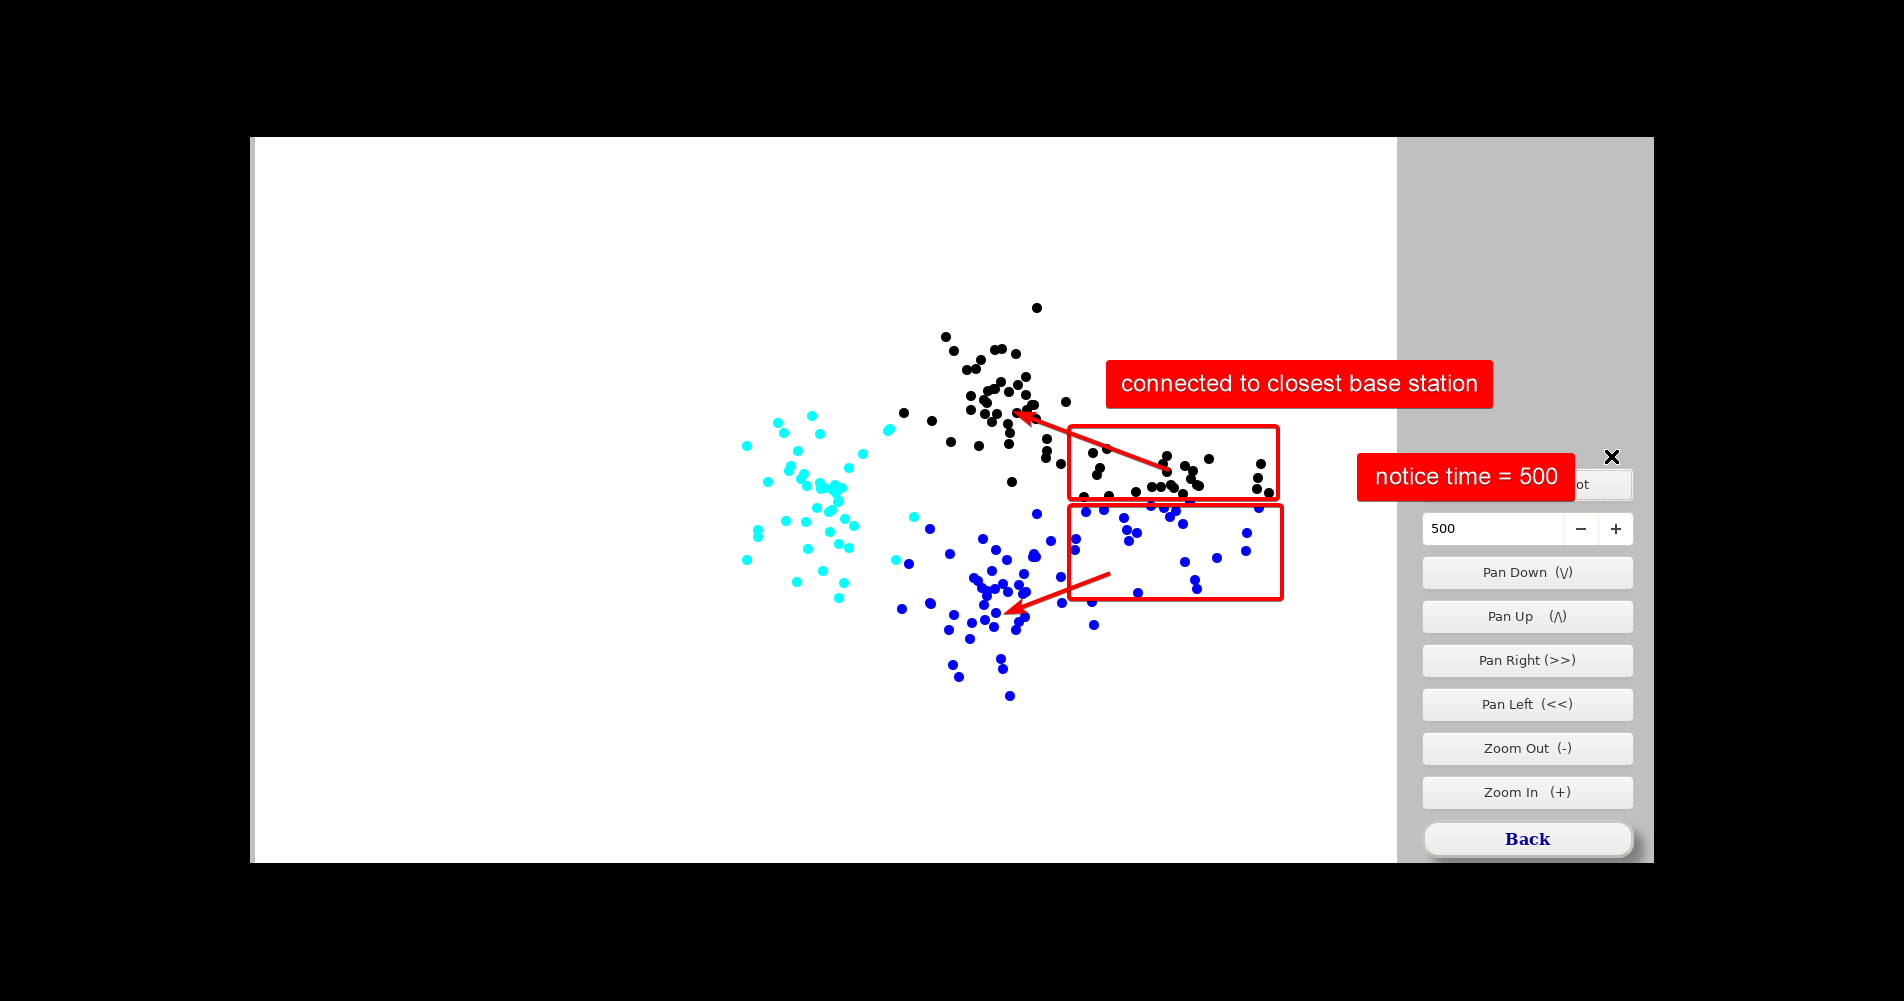 connected to closest base station
notice time = 500
ot
500
Pan Down (\/)
Pan Up (/\)
Pan Right (>>)
Pan Left (<<)
Zoom Out (-)
Zoom In (+)
Back